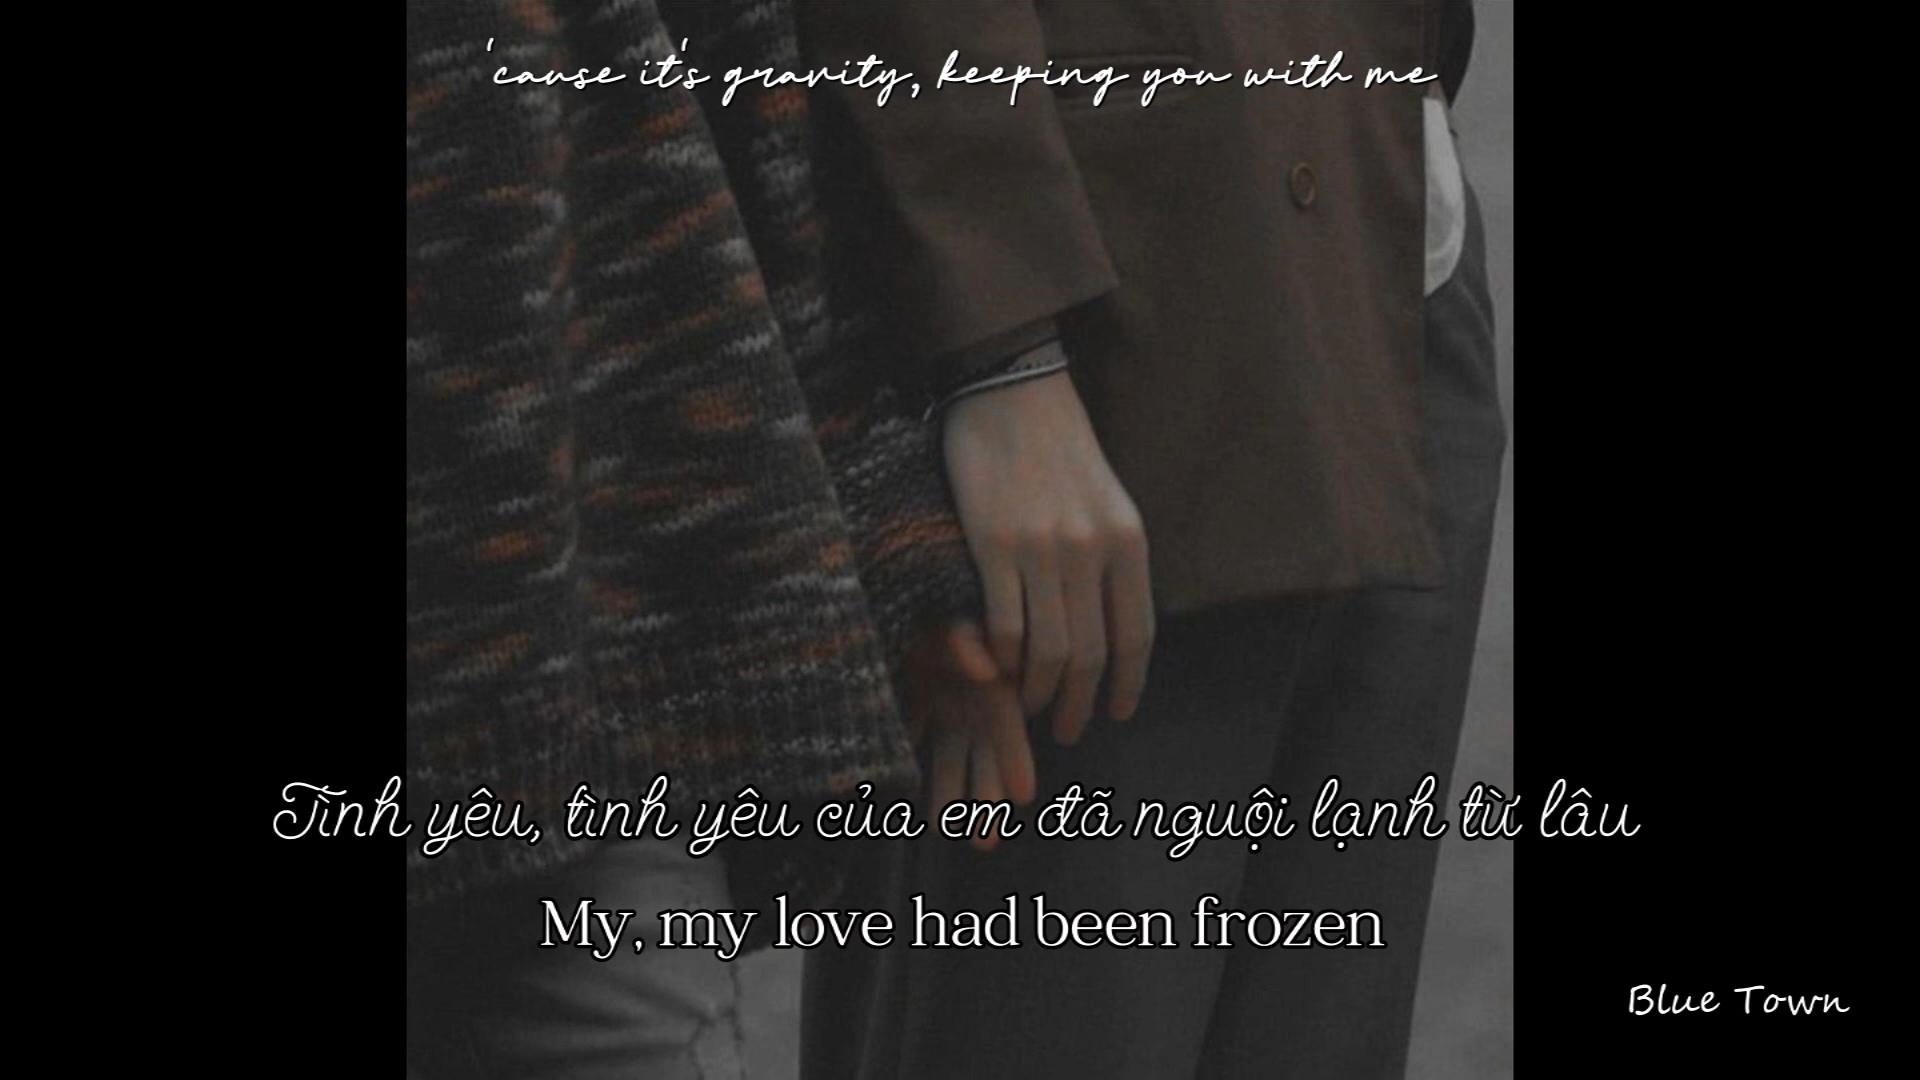 'cause it's gravity, keeping you with me
Tình yêu, tình yêu của em đã nguội lạnh từ lâu
My, my love had been frozen
Blue Town